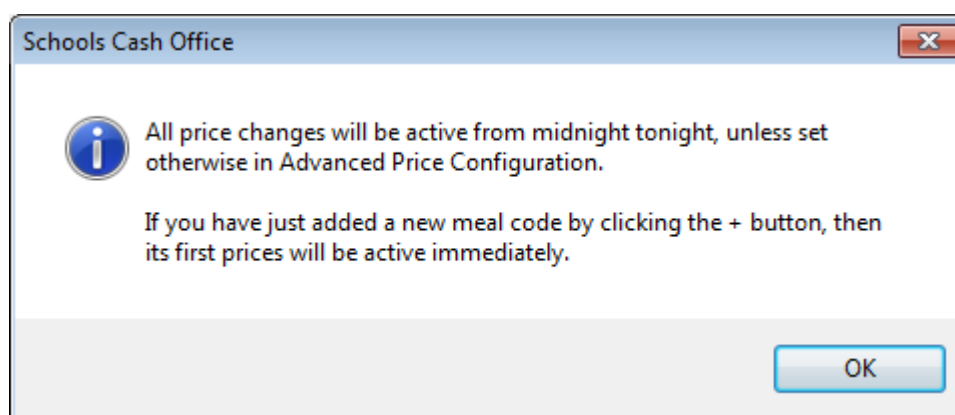 Schools Cash Office
All price changes will be active from midnight tonight, unless set
otherwise in Advanced Price Configuration.
If you have just added a new meal code by clicking the + button, then
its first prices will be active immediately.
OK